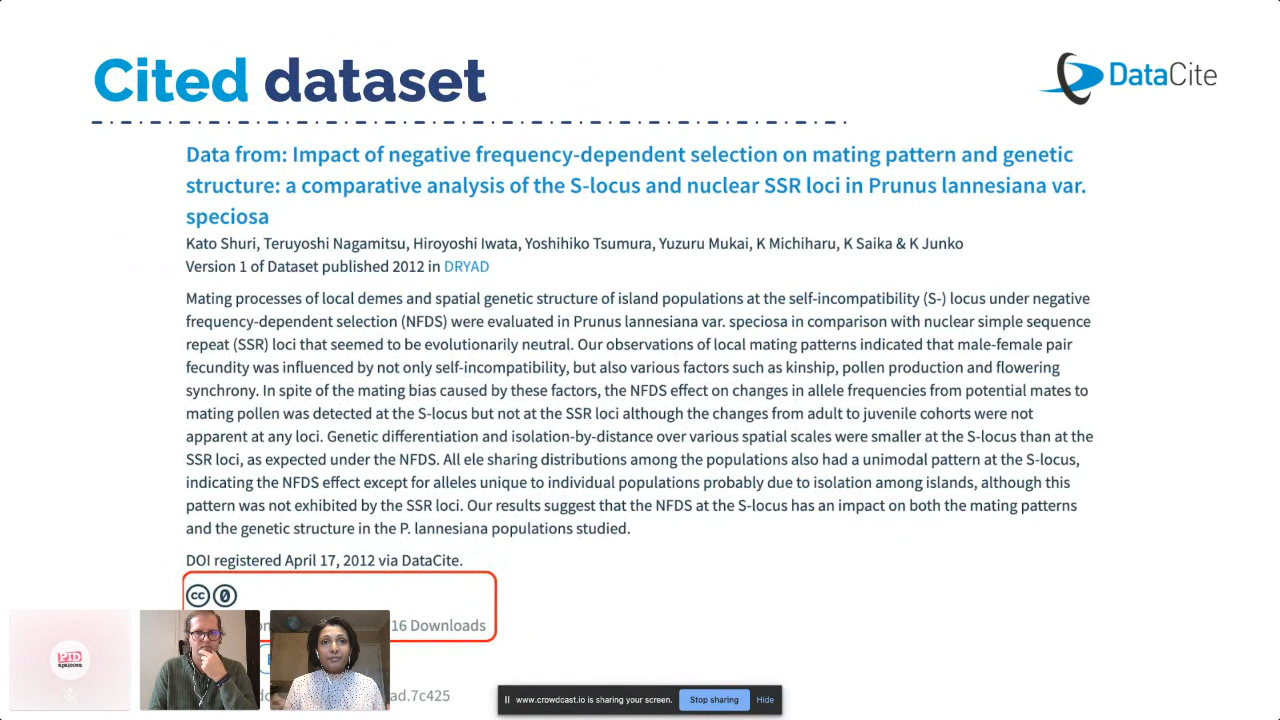 Cited dataset
DataCite
Data from: Impact of negative frequency-dependent selection on mating pattern and genetic
structure: a comparative analysis of the S-locus and nuclear SSR loci in Prunus lannesiana var.
speciosa
Kato Shuri, Teruyoshi Nagamitsu, Hiroyoshi Iwata, Yoshihiko Tsumura, Yuzuru Mukai, K Michiharu, K Saika & K Junko
Version 1 of Dataset published 2012 in DRYAD
Mating processes of local demes and spatial genetic structure of island populations at the self-incompatibility (S-) locus under negative
frequency-dependent selection (NFDS) were evaluated in Prunus lannesiana var. speciosa in comparison with nuclear simple sequence
repeat (SSR) loci that seemed to be evolutionarily neutral. Our observations of local mating patterns indicated that male-female pair
fecundity was influenced by not only self-incompatibility, but also various factors such as kinship, pollen production and flowering
synchrony. In spite of the mating bias caused by these factors, the NFDS effect on changes in allele frequencies from potential mates to
mating pollen was detected at the S-locus but not at the SSR loci although the changes from adult to juvenile cohorts were not
apparent at any loci. Genetic differentiation and isolation-by-distance over various spatial scales were smaller at the S-locus than at the
SSR loci, as expected under the NFDS. All ele sharing distributions among the populations also had a unimodal pattern at the S-locus,
indicating the NFDS effect except for alleles unique to individual populations probably due to isolation among islands, although this
pattern was not exhibited by the SSR loci. Our results suggest that the NFDS at the S-locus has an impact on both the mating patterns
and the genetic structure in the P. lannesiana populations studied.
DOI registered April 17, 2012 via DataCite.
cc 0
16 Downloads
ad.7c425
PID
apalooza
www.crowdcast.io is sharing your screen.
Stop sharing
Hide